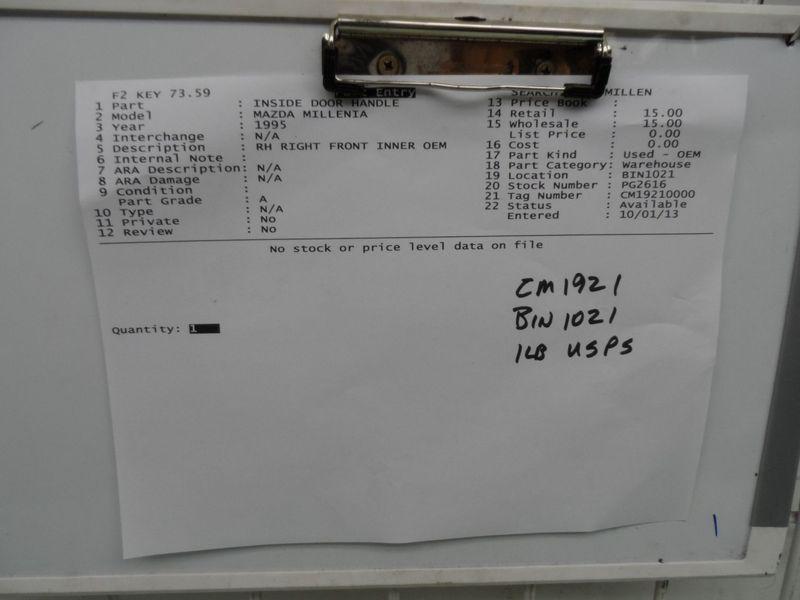 F2 KEY 73.59 Entry SEARCH MILLEN
1 Part : INSIDE DOOR HANDLE
2 Model : MAZDA MILLENIA
3 Year : 1995
4 Interchange : N/A
5 Description : RH RIGHT FRONT INNER OEM
6 Internal Note :
7 ARA Description: N/A
8 ARA Damage : N/A
9 Condition :
Part Grade : A
10 Type : N/A
11 Private : No
12 Review : No
13 Price Book :
14 Retail : 15.00
15 Wholesale : 15.00
List Price : 0.00
16 Cost : 0.00
17 Part Kind : Used - OEM
18 Part Category: Warehouse
19 Location : BIN1021
20 Stock Number : PG2616
21 Tag Number : CM19210000
22 Status : Available
Entered : 10/01/13
No stock or price level data on file
CM1921
BIN 1021
1LB USPS
Quantity: 1